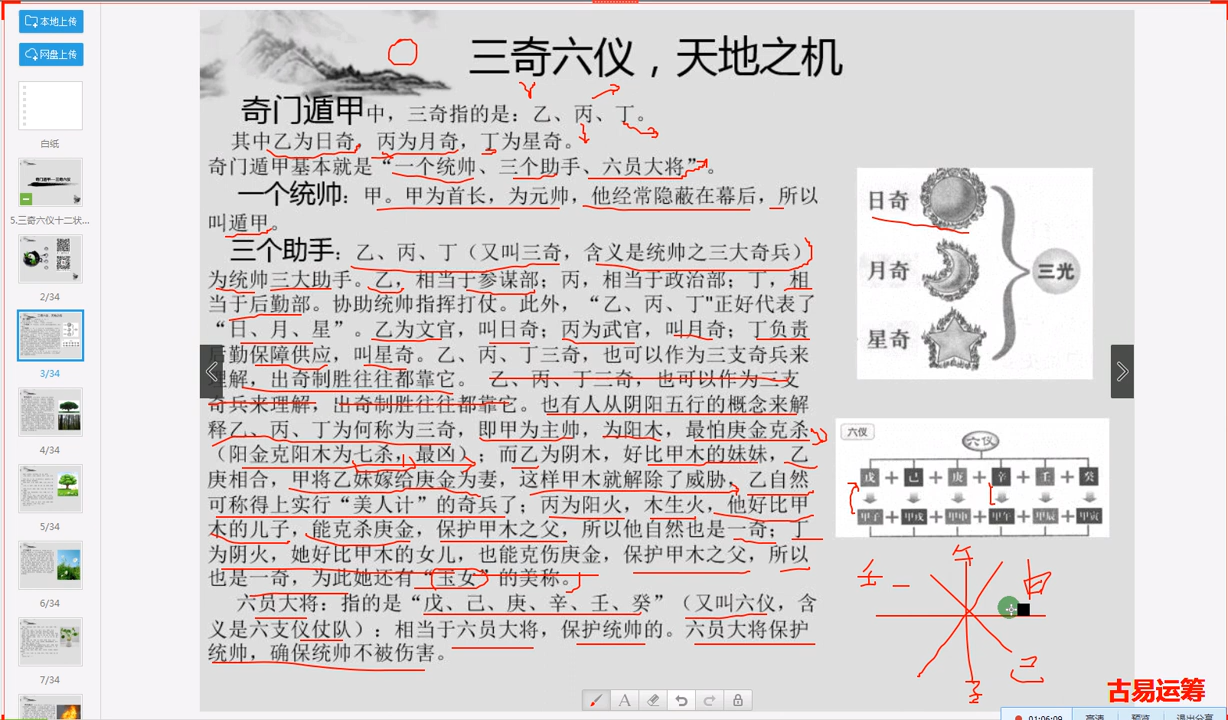 本地上传
网盘上传
白纸
5.三奇六仪十二状...
2/34
3/34
4/34
5/34
6/34
7/34
三奇六仪，天地之机
奇门遁甲中，三奇指的是：乙、丙、丁。
其中乙为日奇，丙为月奇，丁为星奇。
奇门遁甲基本就是“一个统帅、三个助手、六员大将”。
一个统帅：甲。甲为首长，为元帅，他经常隐蔽在幕后，所以
叫遁甲。
三个助手：乙、丙、丁（又叫三奇，含义是统帅之三大奇兵）
为统帅三大助手。乙，相当于参谋部；丙，相当于政治部；丁，相
当于后勤部。协助统帅指挥打仗。此外，“乙、丙、丁"正好代表了
“日、月、星”。乙为文官，叫日奇；丙为武官，叫月奇；丁负责
后勤保障供应，叫星奇。乙、丙、丁三奇，也可以作为三支奇兵来
理解，出奇制胜往往都靠它。 乙、丙、丁三奇，也可以作为三支
奇兵来理解，出奇制胜往往都靠它。也有人从阴阳五行的概念来解
释乙、丙、丁为何称为三奇，即甲为主帅，为阳木，最怕庚金克杀
（阳金克阳木为七杀，最凶）；而乙为阴木，好比甲木的妹妹，乙
庚相合，甲将乙妹嫁给庚金为妻，这样甲木就解除了威胁，乙自然
可称得上实行“美人计”的奇兵了；丙为阳火，木生火，他好比甲
木的儿子，能克杀庚金，保护甲木之父，所以他自然也是一奇；丁
为阴火，她好比甲木的女儿，也能克伤庚金，保护甲木之父，所以
也是一奇，为此她还有“玉女”的美称。
六员大将：指的是“戊、己、庚、辛、壬、癸”（又叫六仪，含
义是六支仪仗队）：相当于六员大将，保护统帅的。六员大将保护
统帅，确保统帅不被伤害。
日奇
月奇
星奇
三光
六仪
六仪
戊+己+庚+辛+壬+癸
甲子+甲戌+甲申+甲午+甲辰+甲寅
午
壬
己
子
古易运筹
01:06:09